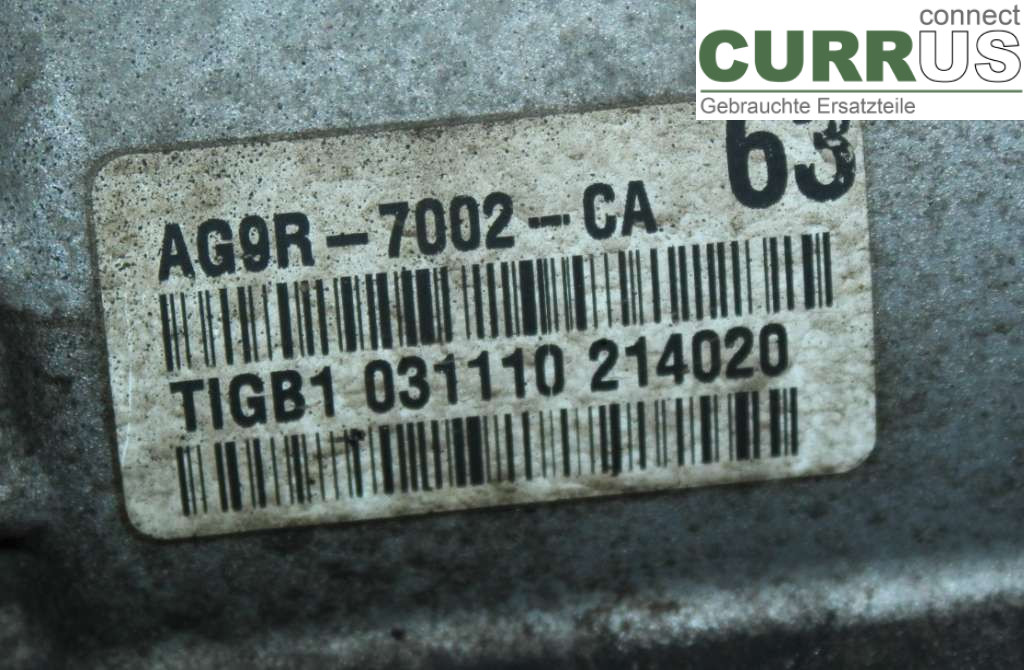 connect
CURRUS
Gebrauchte Ersatzteile
63
AG9R-7002-CA
TIGB1 031110 214020